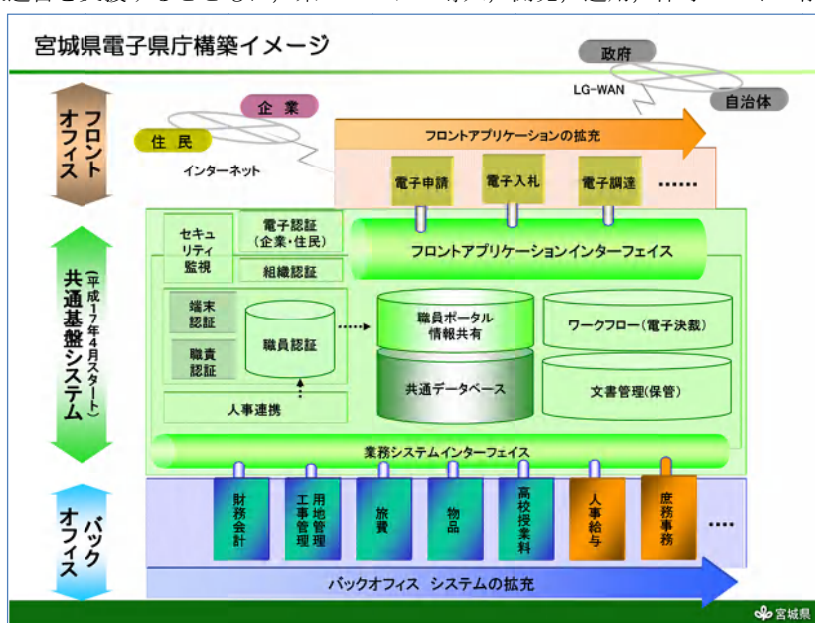 宮城県電子県庁構築イメージ
政府
LG-WAN
自治体
企業
住民
インターネット
フロントオフィス
フロントアプリケーションの拡充
電子申請
電子入札
電子調達
……
共通基盤システム
(平成17年4月スタート)
セキュ
リティ
監視
電子認証
(企業・住民)
組織認証
フロントアプリケーションインターフェイス
端末
認証
職責
認証
職員認証
人事連携
職員ポータル
情報共有
共通データベース
ワークフロー(電子決裁)
文書管理(保管)
業務システムインターフェイス
バックオフィス
財務会計
用地管理
工事管理
旅費
物品
高校授業料
人事給与
庶務事務
‥‥
バックオフィス システムの拡充
宮城県